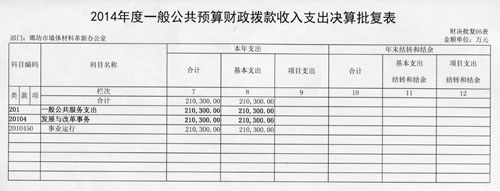 2014年度一般公共预算财政拨款收入支出决算批复表
财决批复05表
部门：廊坊市墙体材料革新办公室 金额单位：万元
科目编码 科目名称 本年支出 年末结转和结余
合计 基本支出 项目支出 合计 基本支出结转和结余 项目支出结转和结余
类 款 项 栏次 7 8 9 10 11 12
合计 210,300.00 210,300.00
201 一般公共服务支出 210,300.00 210,300.00
20104 发展与改革事务 210,300.00 210,300.00
2010450 事业运行 210,300.00 210,300.00